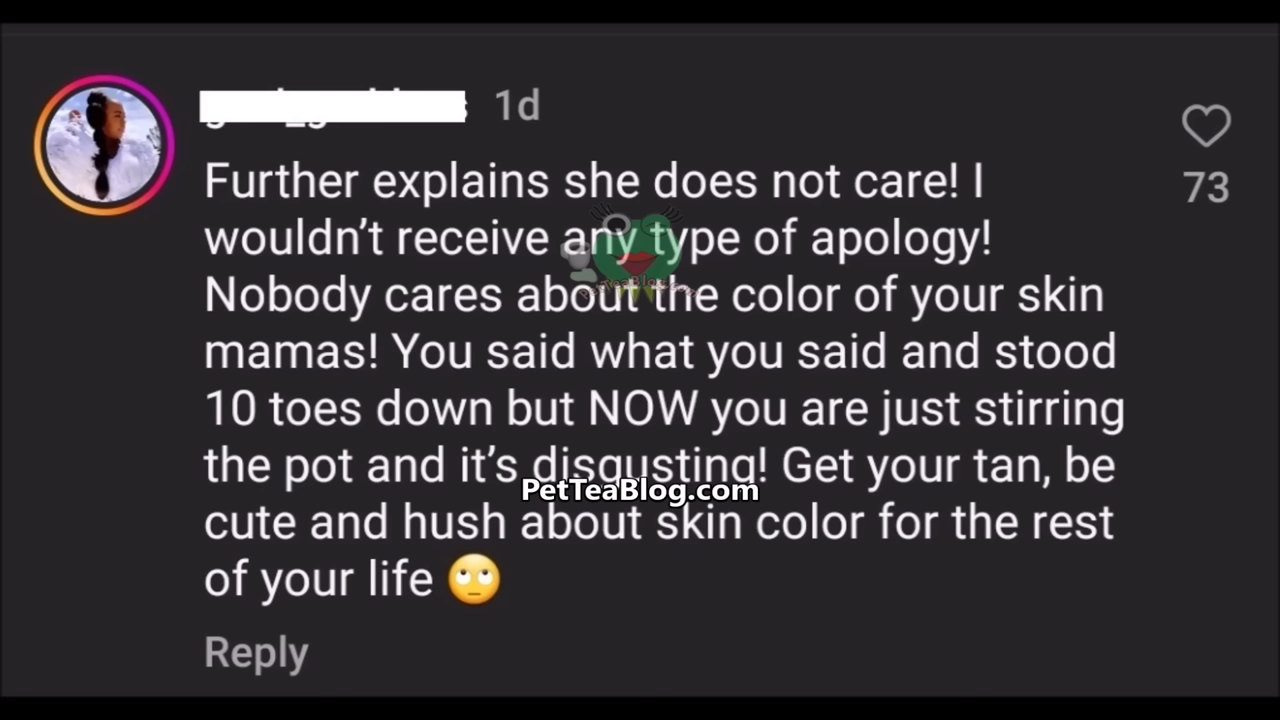 1d
Further explains she does not care! I
73
wouldn’t receive any type of apology!
Nobody cares about the color of your skin
PetTeaBlog.com
mamas! You said what you said and stood
10 toes down but NOW you are just stirring
the pot and it’s disgusting! Get your tan, be
PetTeaBlog.com
cute and hush about skin color for the rest
of your life 🙄
Reply